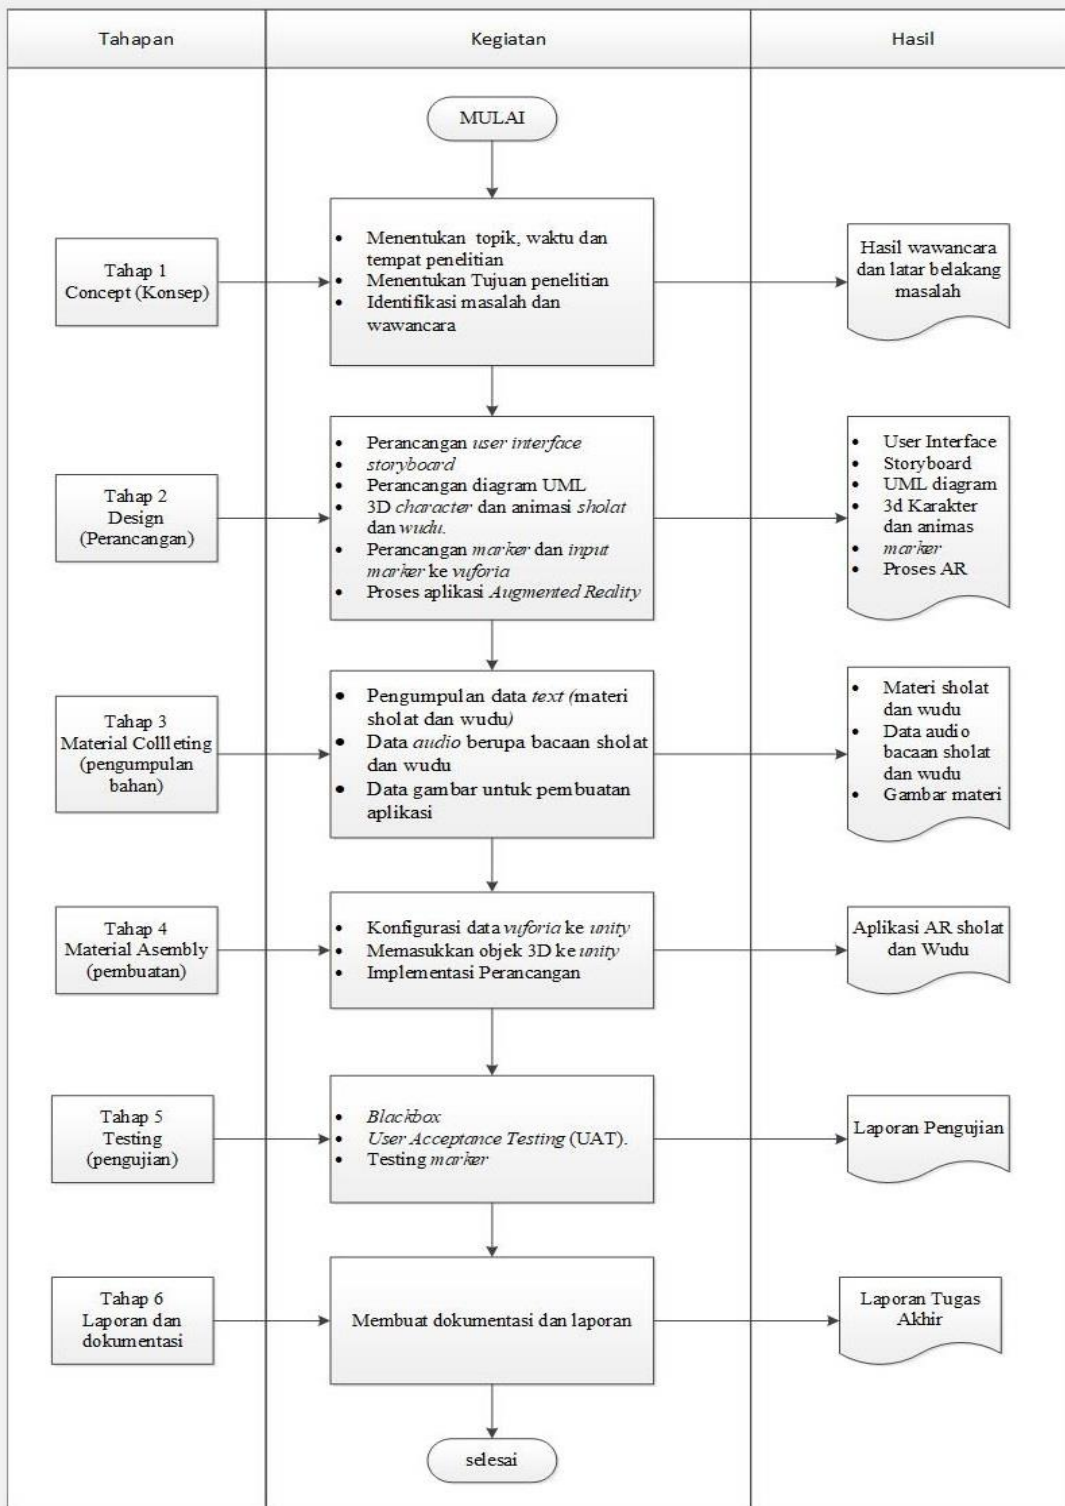 Tahapan
Kegiatan
Hasil
MULAI
Tahap 1
Concept (Konsep)
• Menentukan topik, waktu dan
tempat penelitian
• Menentukan Tujuan penelitian
• Identifikasi masalah dan
wawancara
Hasil wawancara
dan latar belakang
masalah
Tahap 2
Design
(Perancangan)
• Perancangan user interface
• storyboard
• Perancangan diagram UML
• 3D character dan animasi sholat
dan wudu.
• Perancangan marker dan input
marker ke vuforia
• Proses aplikasi Augmented Reality
• User Interface
• Storyboard
• UML diagram
• 3d Karakter
dan animas
• marker
• Proses AR
Tahap 3
Material Collleting
(pengumpulan
bahan)
• Pengumpulan data text (materi
sholat dan wudu)
• Data audio berupa bacaan sholat
dan wudu
• Data gambar untuk pembuatan
aplikasi
• Materi sholat
dan wudu
• Data audio
bacaan sholat
dan wudu
• Gambar materi
Tahap 4
Material Asembly
(pembuatan)
• Konfigurasi data vuforia ke unity
• Memasukkan objek 3D ke unity
• Implementasi Perancangan
Aplikasi AR sholat
dan Wudu
Tahap 5
Testing
(pengujian)
• Blackbox
• User Acceptance Testing (UAT).
• Testing marker
Laporan Pengujian
Tahap 6
Laporan dan
dokumentasi
Membuat dokumentasi dan laporan
Laporan Tugas
Akhir
selesai